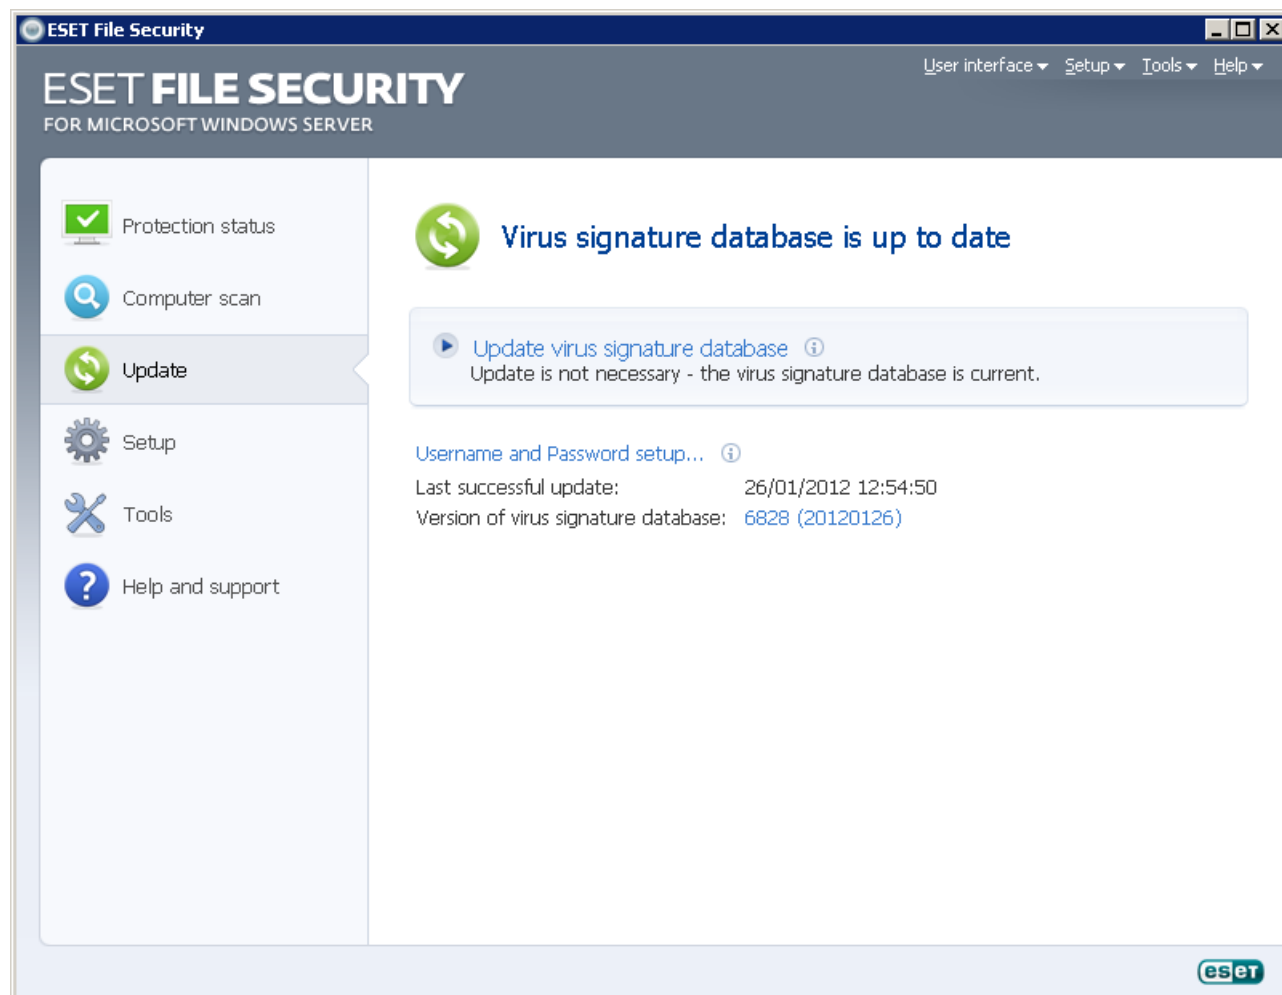 ESET File Security
ESET FILE SECURITY
FOR MICROSOFT WINDOWS SERVER
User interface Setup Tools Help
Protection status
Computer scan
Update
Setup
Tools
Help and support
Virus signature database is up to date
Update virus signature database
Update is not necessary - the virus signature database is current.
Username and Password setup...
Last successful update: 26/01/2012 12:54:50
Version of virus signature database: 6828 (20120126)
eset